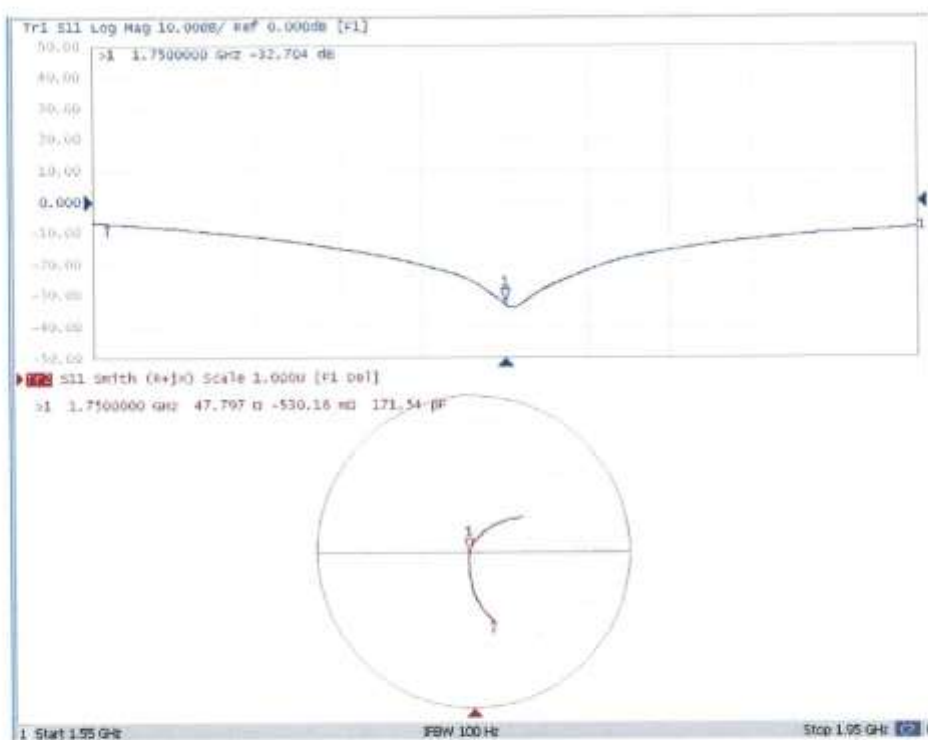 Tr1 S11 Log Mag 10.00dB/ Ref 0.000dB [F1]
50.00
>1 1.7500000 GHz -32.704 dB
40.00
30.00
20.00
10.00
0.000
-10.00
1
1
-20.00
1
-30.00
-40.00
-50.00
Tr2 S11 Smith (R+jX) Scale 1.000U [F1 Del]
>1 1.7500000 GHz 47.797 Ω -530.16 mΩ 171.54 pF
1
1
1 Start 1.55 GHz
IFBW 100 Hz
Stop 1.95 GHz